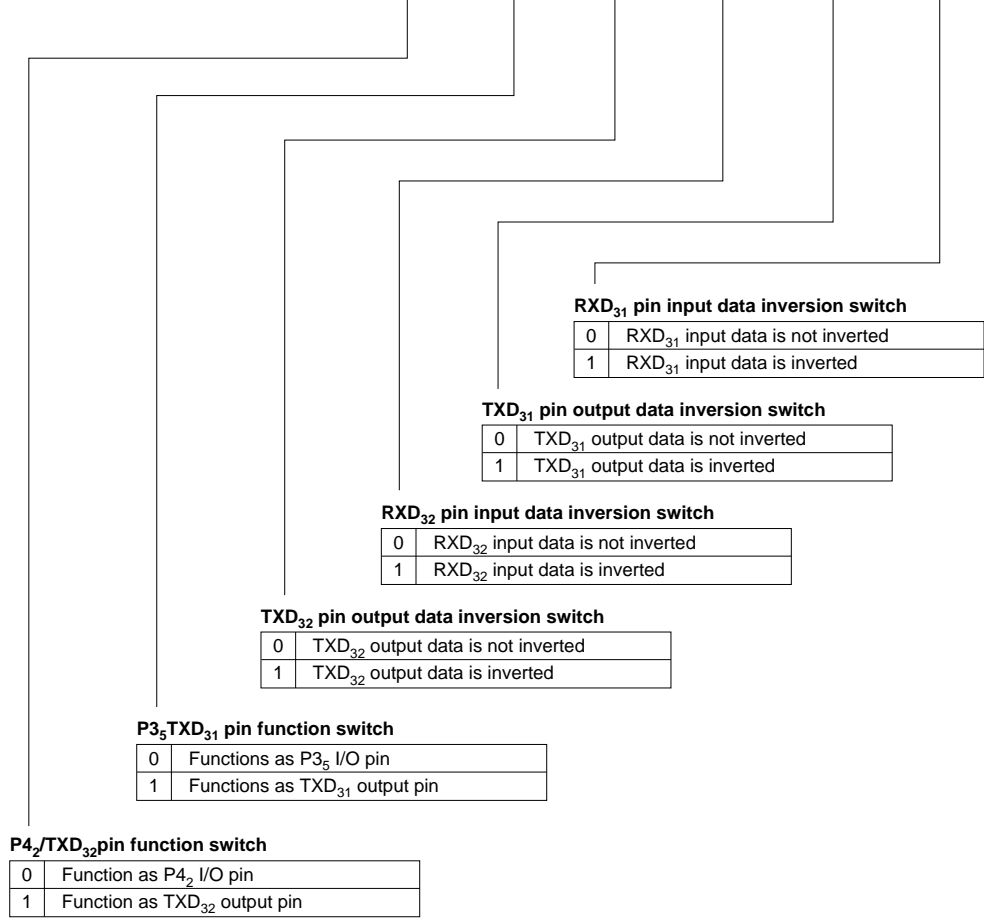 RXD31 pin input data inversion switch
0 RXD31 input data is not inverted
1 RXD31 input data is inverted
TXD31 pin output data inversion switch
0 TXD31 output data is not inverted
1 TXD31 output data is inverted
RXD32 pin input data inversion switch
0 RXD32 input data is not inverted
1 RXD32 input data is inverted
TXD32 pin output data inversion switch
0 TXD32 output data is not inverted
1 TXD32 output data is inverted
P35TXD31 pin function switch
0 Functions as P35 I/O pin
1 Functions as TXD31 output pin
P42/TXD32pin function switch
0 Function as P42 I/O pin
1 Function as TXD32 output pin